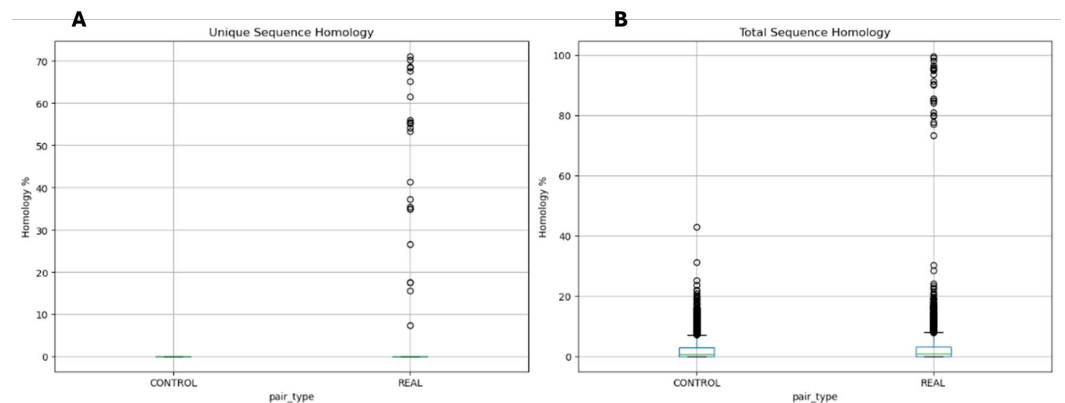 A
Unique Sequence Homology
70
60
50
40
30
20
10
0
Homology %
CONTROL
REAL
pair_type
B
Total Sequence Homology
100
80
60
40
20
0
Homology %
CONTROL
REAL
pair_type